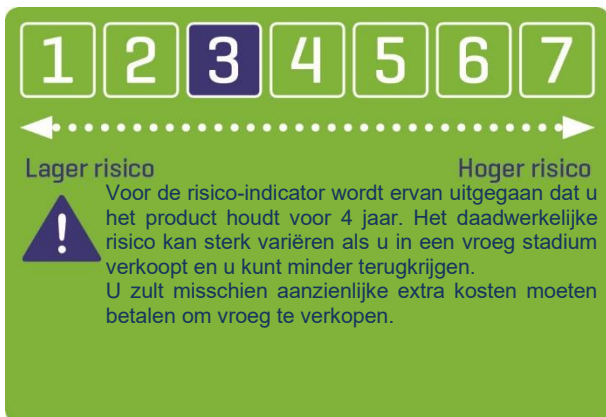 1 2 3 4 5 6 7
Lager risico Hoger risico
Voor de risico-indicator wordt ervan uitgegaan dat u
het product houdt voor 4 jaar. Het daadwerkelijke
risico kan sterk variëren als u in een vroeg stadium
verkoopt en u kunt minder terugkrijgen.
U zult misschien aanzienlijke extra kosten moeten
betalen om vroeg te verkopen.